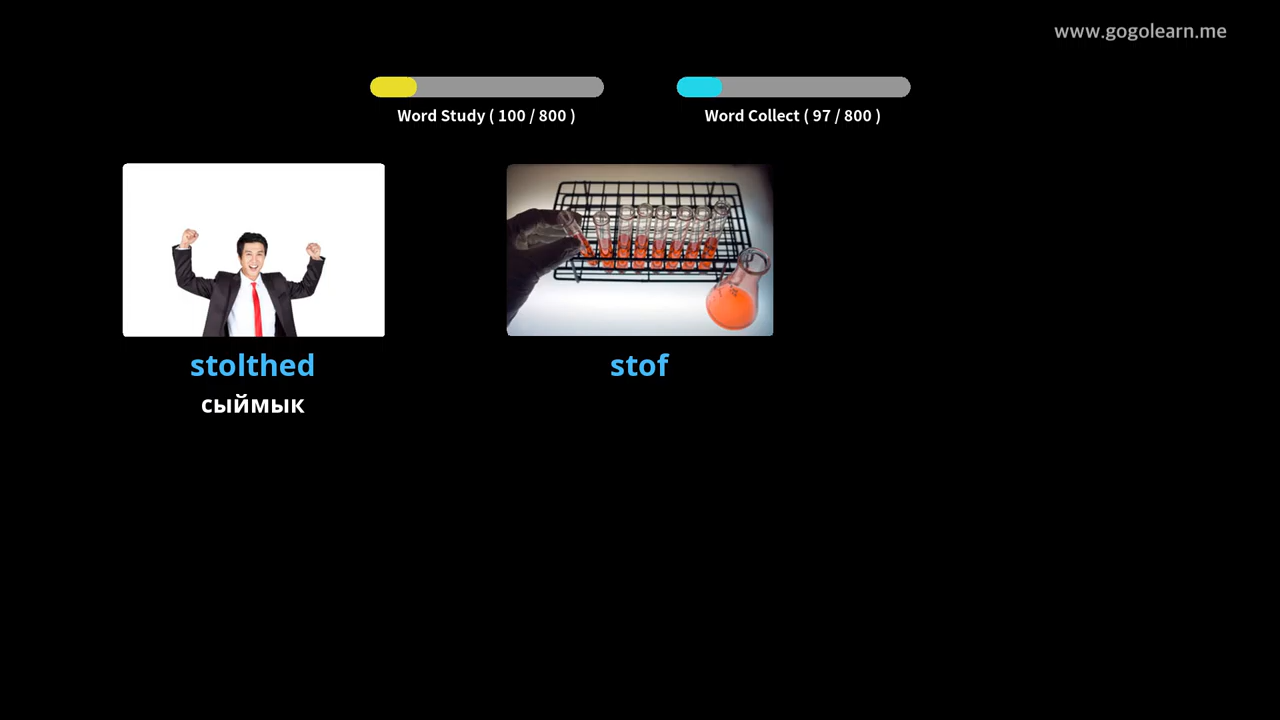 www.gogolearn.me
Word Study ( 100 / 800 )
Word Collect ( 97 / 800 )
stolthed
stof
сыймык